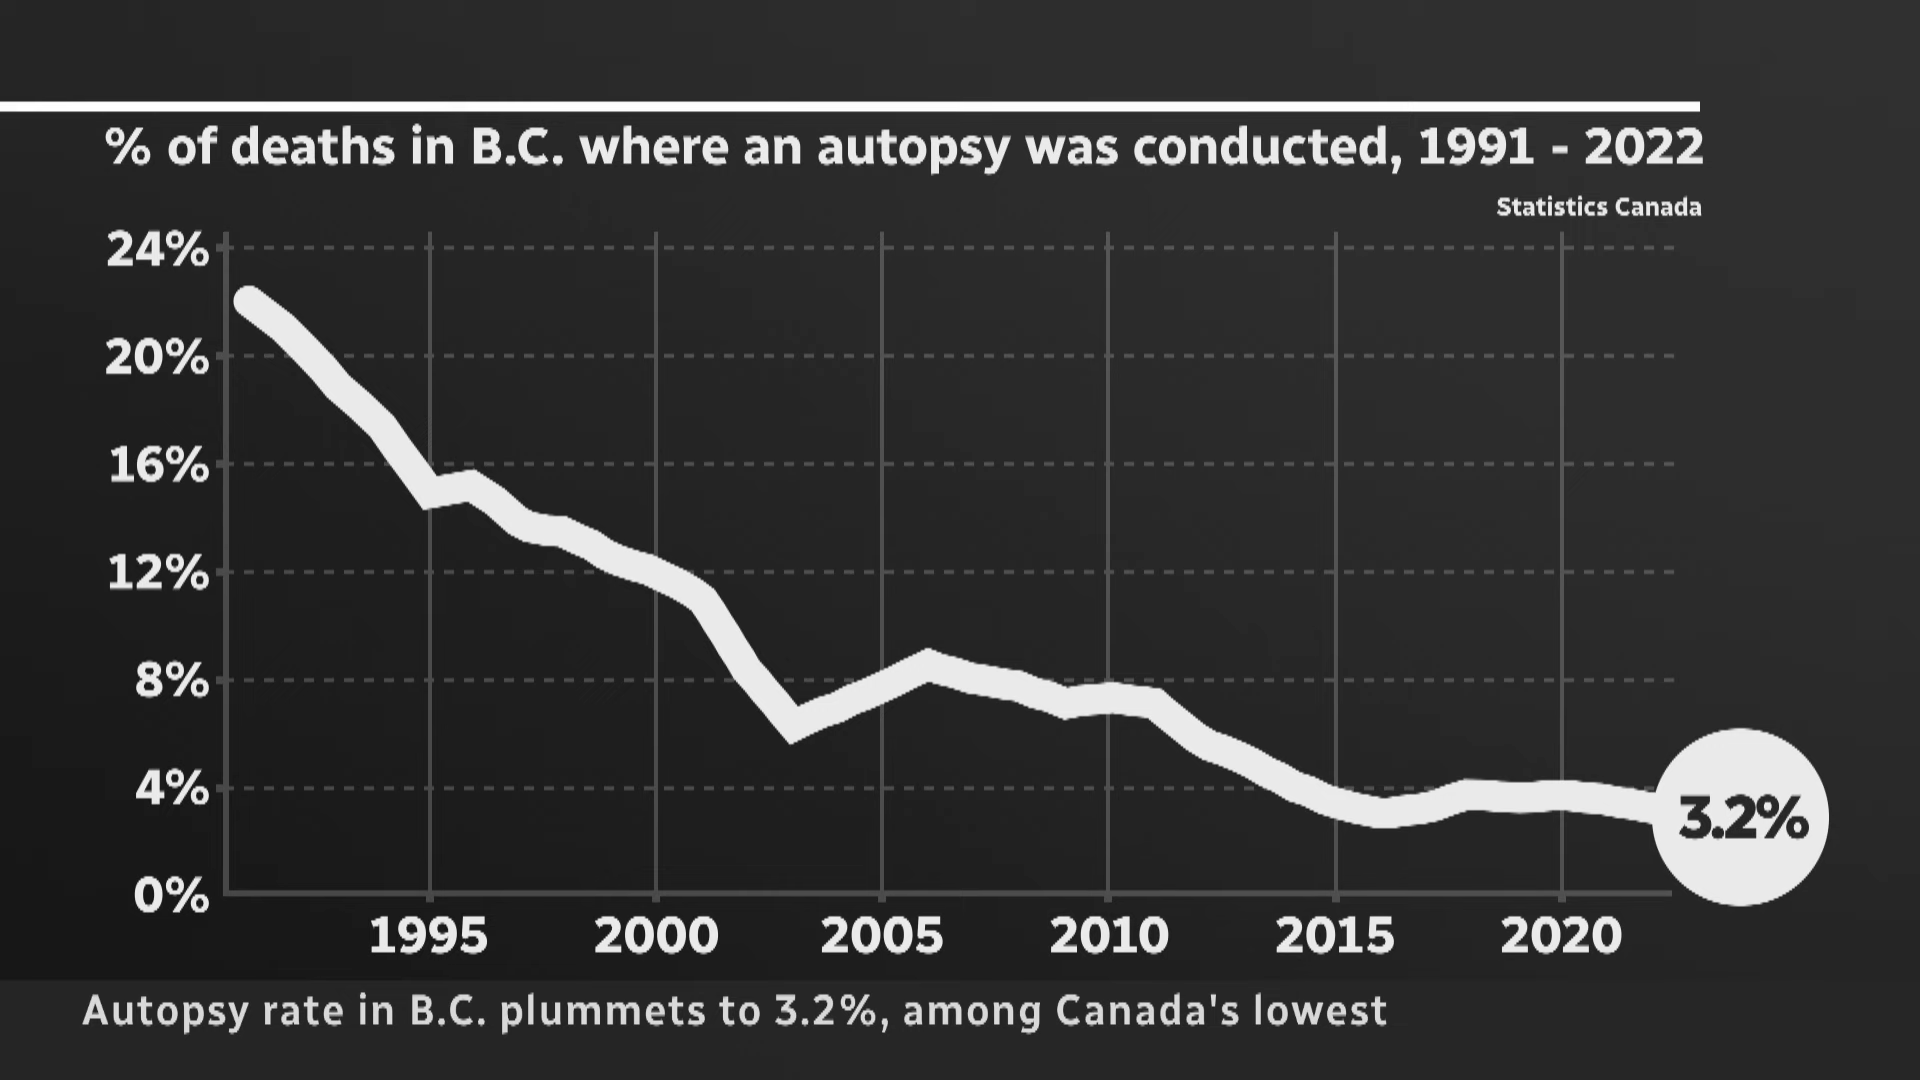 % of deaths in B.C. where an autopsy was conducted, 1991 - 2022
Statistics Canada
24%
20%
16%
12%
8%
4%
0%
3.2%
1995 2000 2005 2010 2015 2020
Autopsy rate in B.C. plummets to 3.2%, among Canada's lowest